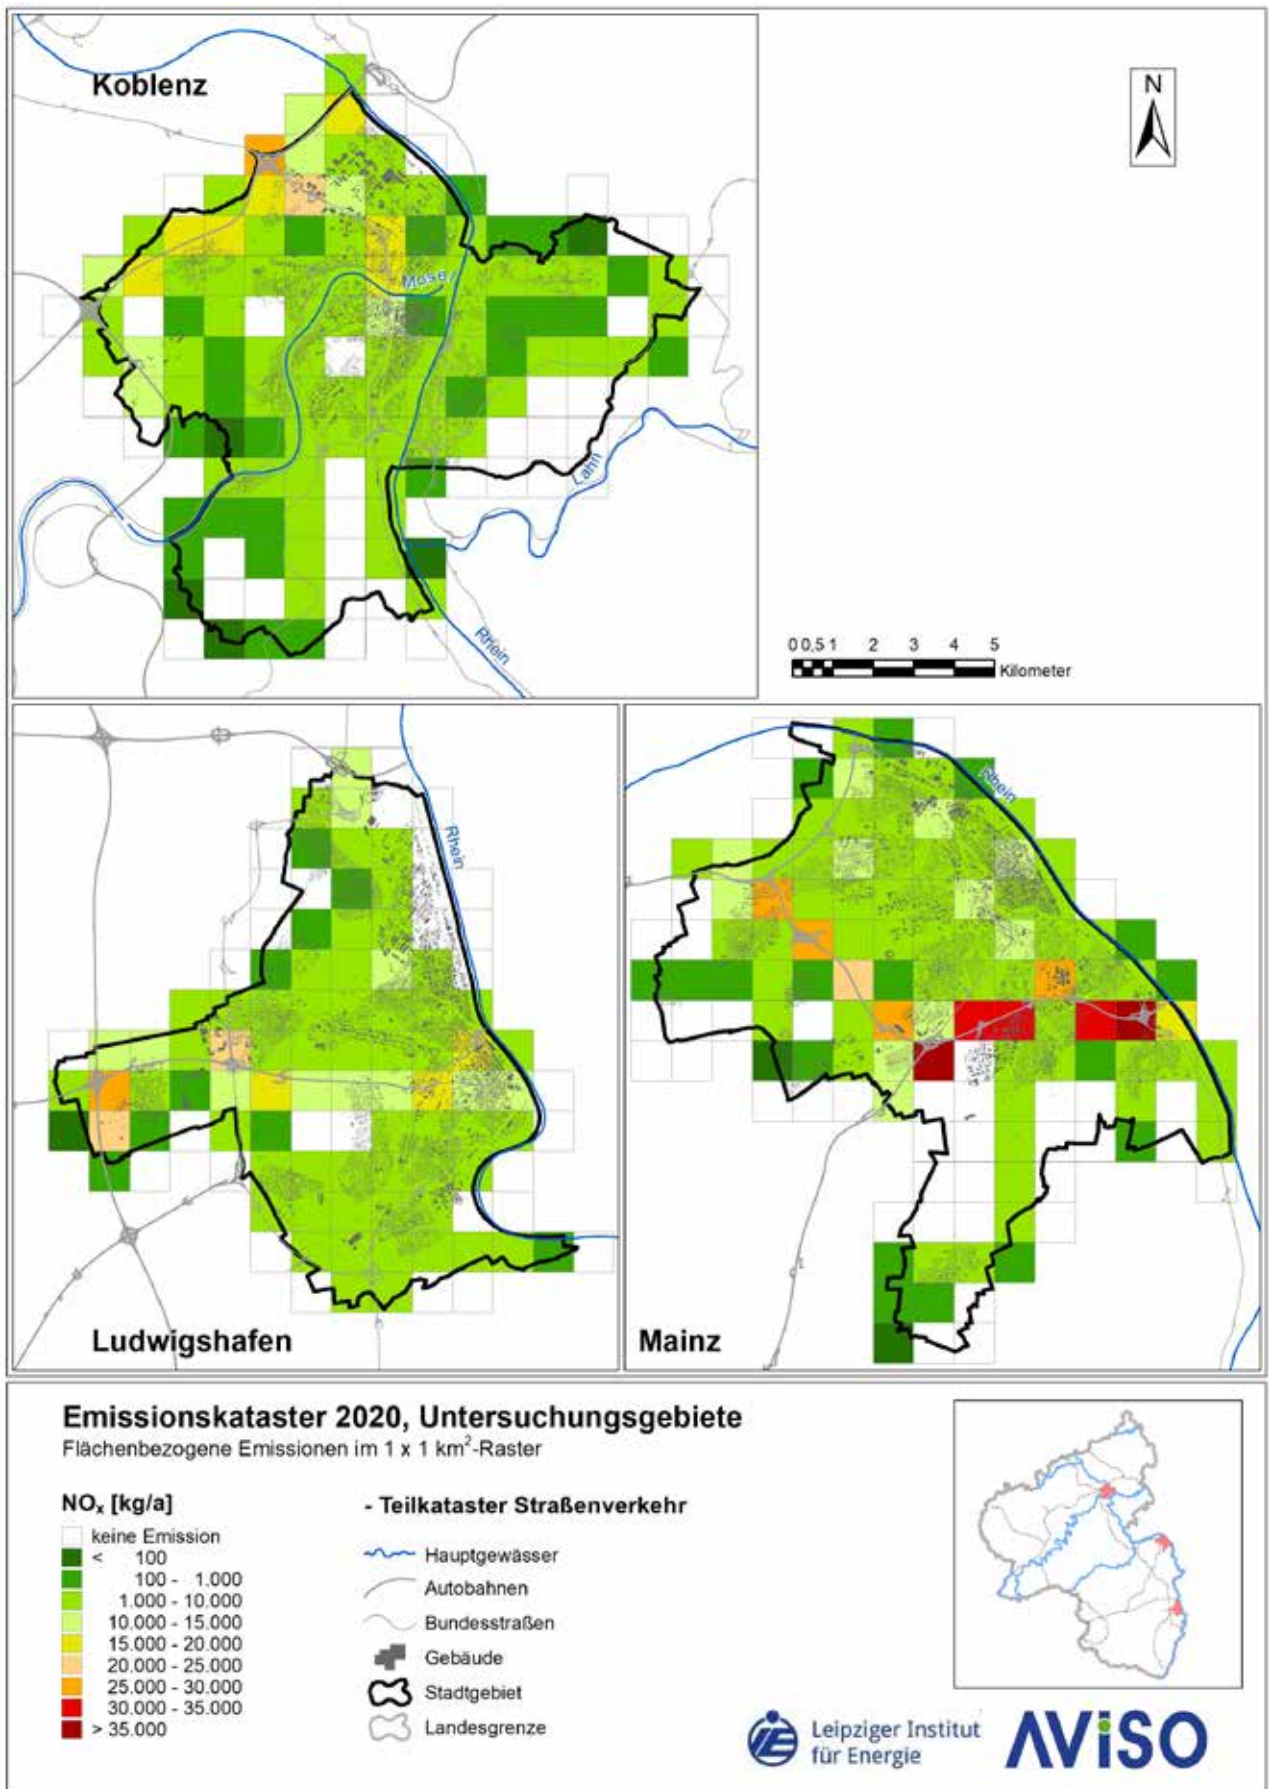 Koblenz
N
Mosel
Lahn
Rhein
0 0,5 1 2 3 4 5
Kilometer
Rhein
Ludwigshafen
Rhein
Mainz
Emissionskataster 2020, Untersuchungsgebiete
Flächenbezogene Emissionen im 1 x 1 km²-Raster
NOₓ [kg/a]
keine Emission
< 100
100 - 1.000
1.000 - 10.000
10.000 - 15.000
15.000 - 20.000
20.000 - 25.000
25.000 - 30.000
30.000 - 35.000
> 35.000
- Teilkataster Straßenverkehr
Hauptgewässer
Autobahnen
Bundesstraßen
Gebäude
Stadtgebiet
Landesgrenze
Leipziger Institut
für Energie
AViSO